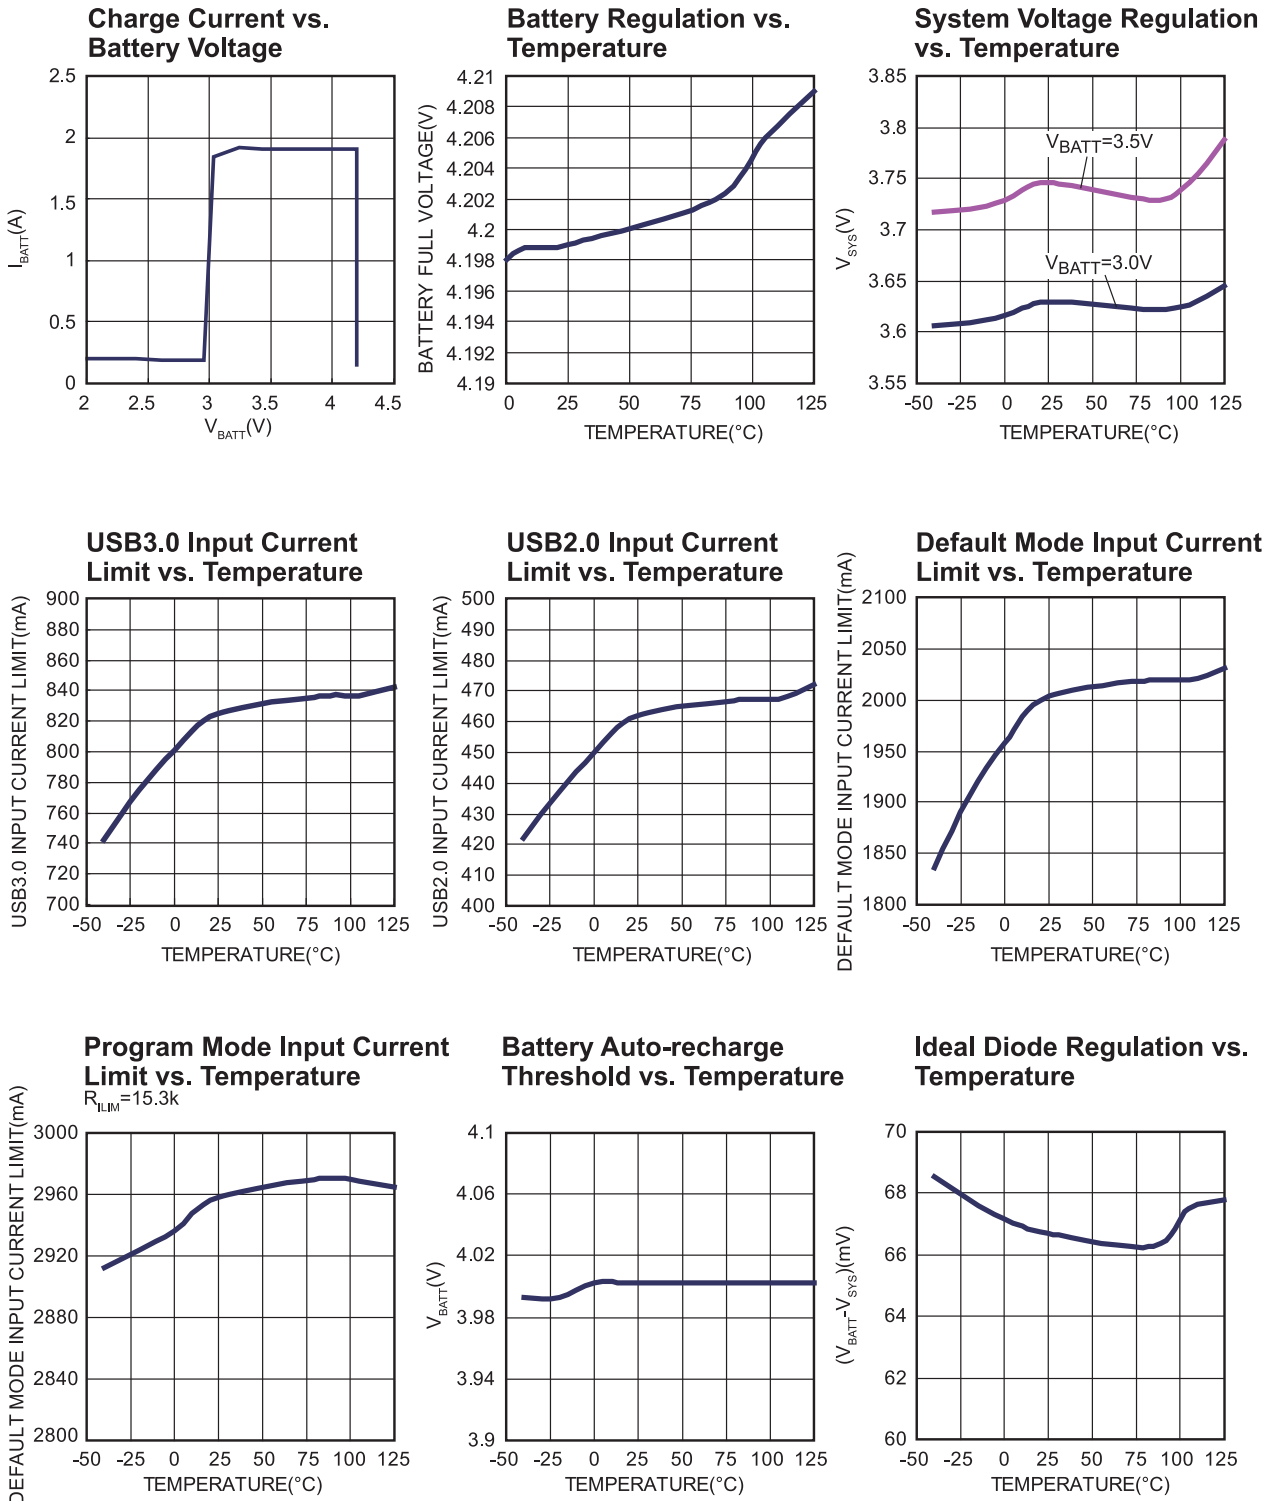 Charge Current vs.
Battery Voltage
2.5
2
1.5
1
0.5
0
I_BATT(A)
2 2.5 3 3.5 4 4.5
V_BATT(V)
Battery Regulation vs.
Temperature
4.21
4.208
4.206
4.204
4.202
4.2
4.198
4.196
4.194
4.192
4.19
BATTERY FULL VOLTAGE(V)
0 25 50 75 100 125
TEMPERATURE(°C)
System Voltage Regulation
vs. Temperature
3.85
3.8
3.75
3.7
3.65
3.6
3.55
V_SYS(V)
V_BATT=3.5V
V_BATT=3.0V
-50 -25 0 25 50 75 100 125
TEMPERATURE(°C)
USB3.0 Input Current
Limit vs. Temperature
900
880
860
840
820
800
780
760
740
720
700
USB3.0 INPUT CURRENT LIMIT(mA)
-50 -25 0 25 50 75 100 125
TEMPERATURE(°C)
USB2.0 Input Current
Limit vs. Temperature
500
490
480
470
460
450
440
430
420
410
400
USB2.0 INPUT CURRENT LIMIT(mA)
-50 -25 0 25 50 75 100 125
TEMPERATURE(°C)
Default Mode Input Current
Limit vs. Temperature
2100
2050
2000
1950
1900
1850
1800
DEFAULT MODE INPUT CURRENT LIMIT(mA)
-50 -25 0 25 50 75 100 125
TEMPERATURE(°C)
Program Mode Input Current
Limit vs. Temperature
R_ILIM=15.3k
3000
2960
2920
2880
2840
2800
DEFAULT MODE INPUT CURRENT LIMIT(mA)
-50 -25 0 25 50 75 100 125
TEMPERATURE(°C)
Battery Auto-recharge
Threshold vs. Temperature
4.1
4.06
4.02
3.98
3.94
3.9
V_BATT(V)
-50 -25 0 25 50 75 100 125
TEMPERATURE(°C)
Ideal Diode Regulation vs.
Temperature
70
68
66
64
62
60
(V_BATT-V_SYS)(mV)
-50 -25 0 25 50 75 100 125
TEMPERATURE(°C)